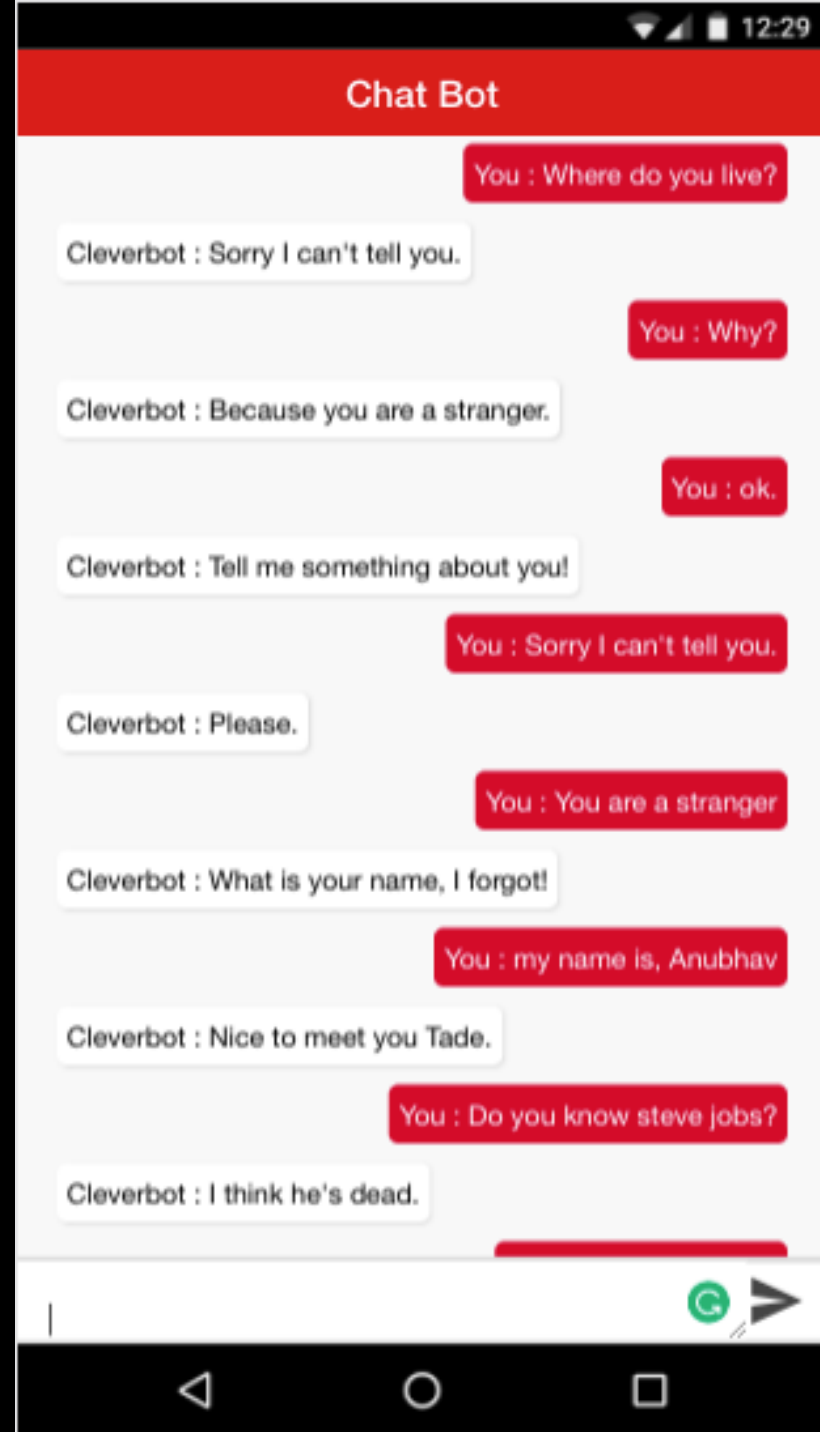 12:29
Chat Bot
You : Where do you live?
Cleverbot : Sorry I can't tell you.
You : Why?
Cleverbot : Because you are a stranger.
You : ok.
Cleverbot : Tell me something about you!
You : Sorry I can't tell you.
Cleverbot : Please.
You : You are a stranger
Cleverbot : What is your name, I forgot!
You : my name is, Anubhav
Cleverbot : Nice to meet you Tade.
You : Do you know steve jobs?
Cleverbot : I think he's dead.